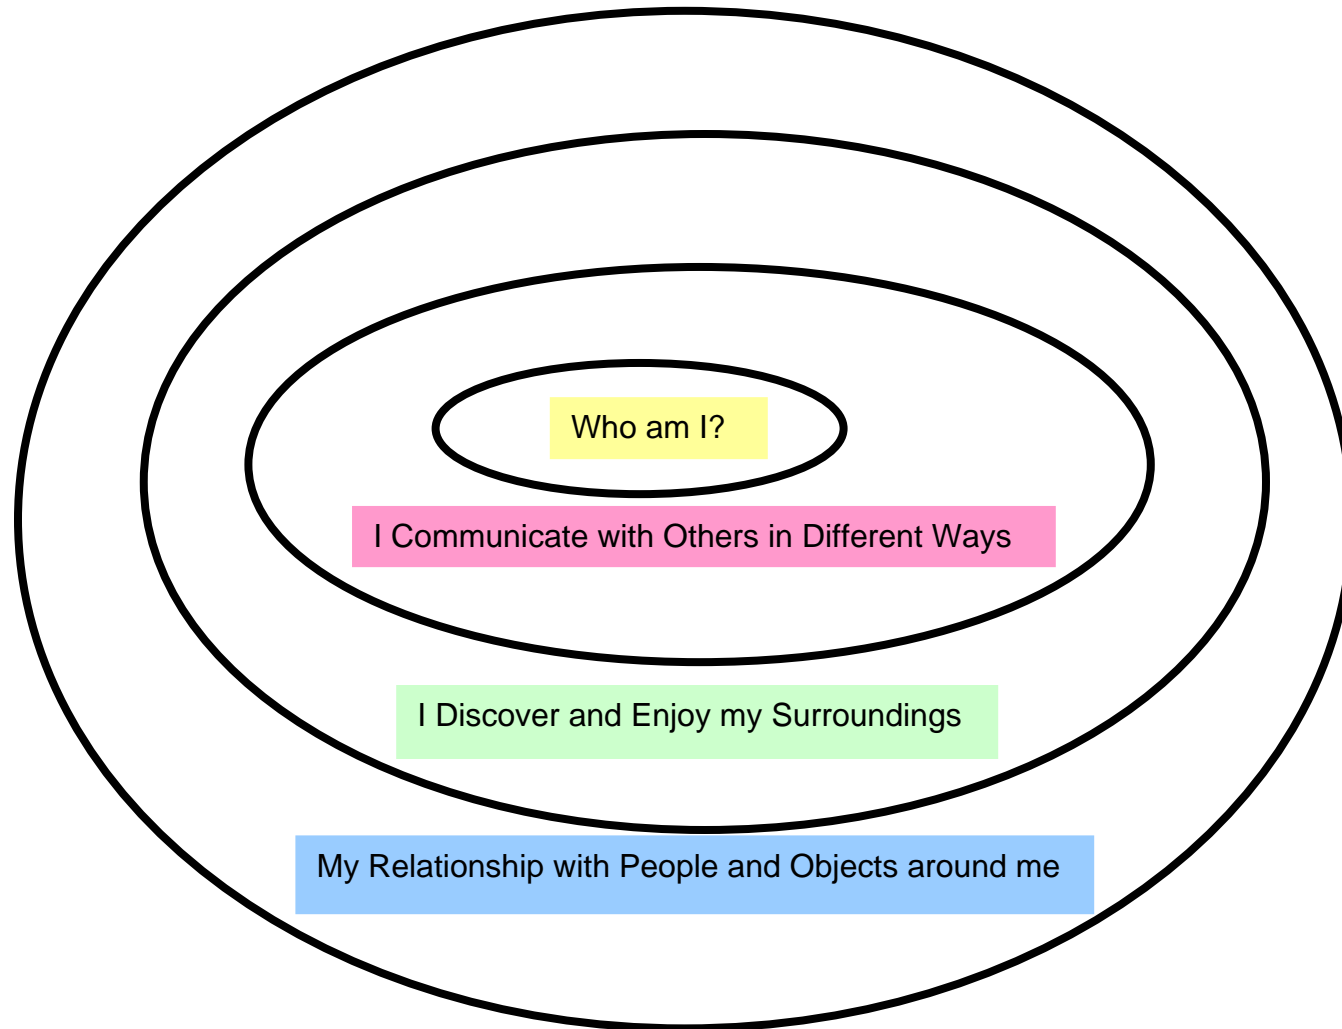 Who am I?
I Communicate with Others in Different Ways
I Discover and Enjoy my Surroundings
My Relationship with People and Objects around me